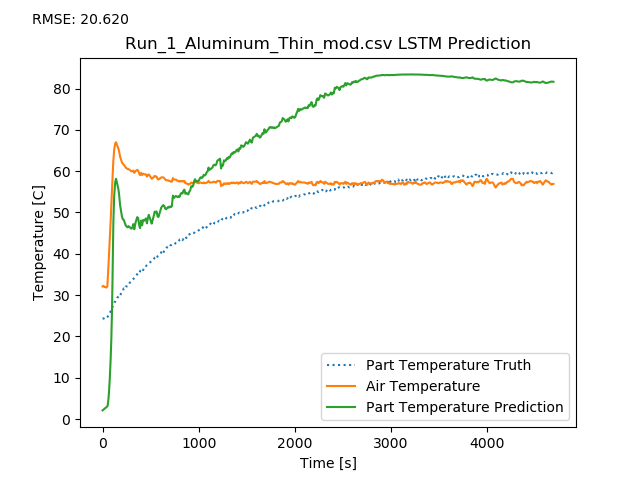 RMSE: 20.620
Run_1_Aluminum_Thin_mod.csv LSTM Prediction
Temperature [C]
80
70
60
50
40
30
20
10
0
Part Temperature Truth
Air Temperature
Part Temperature Prediction
0 1000 2000 3000 4000
Time [s]